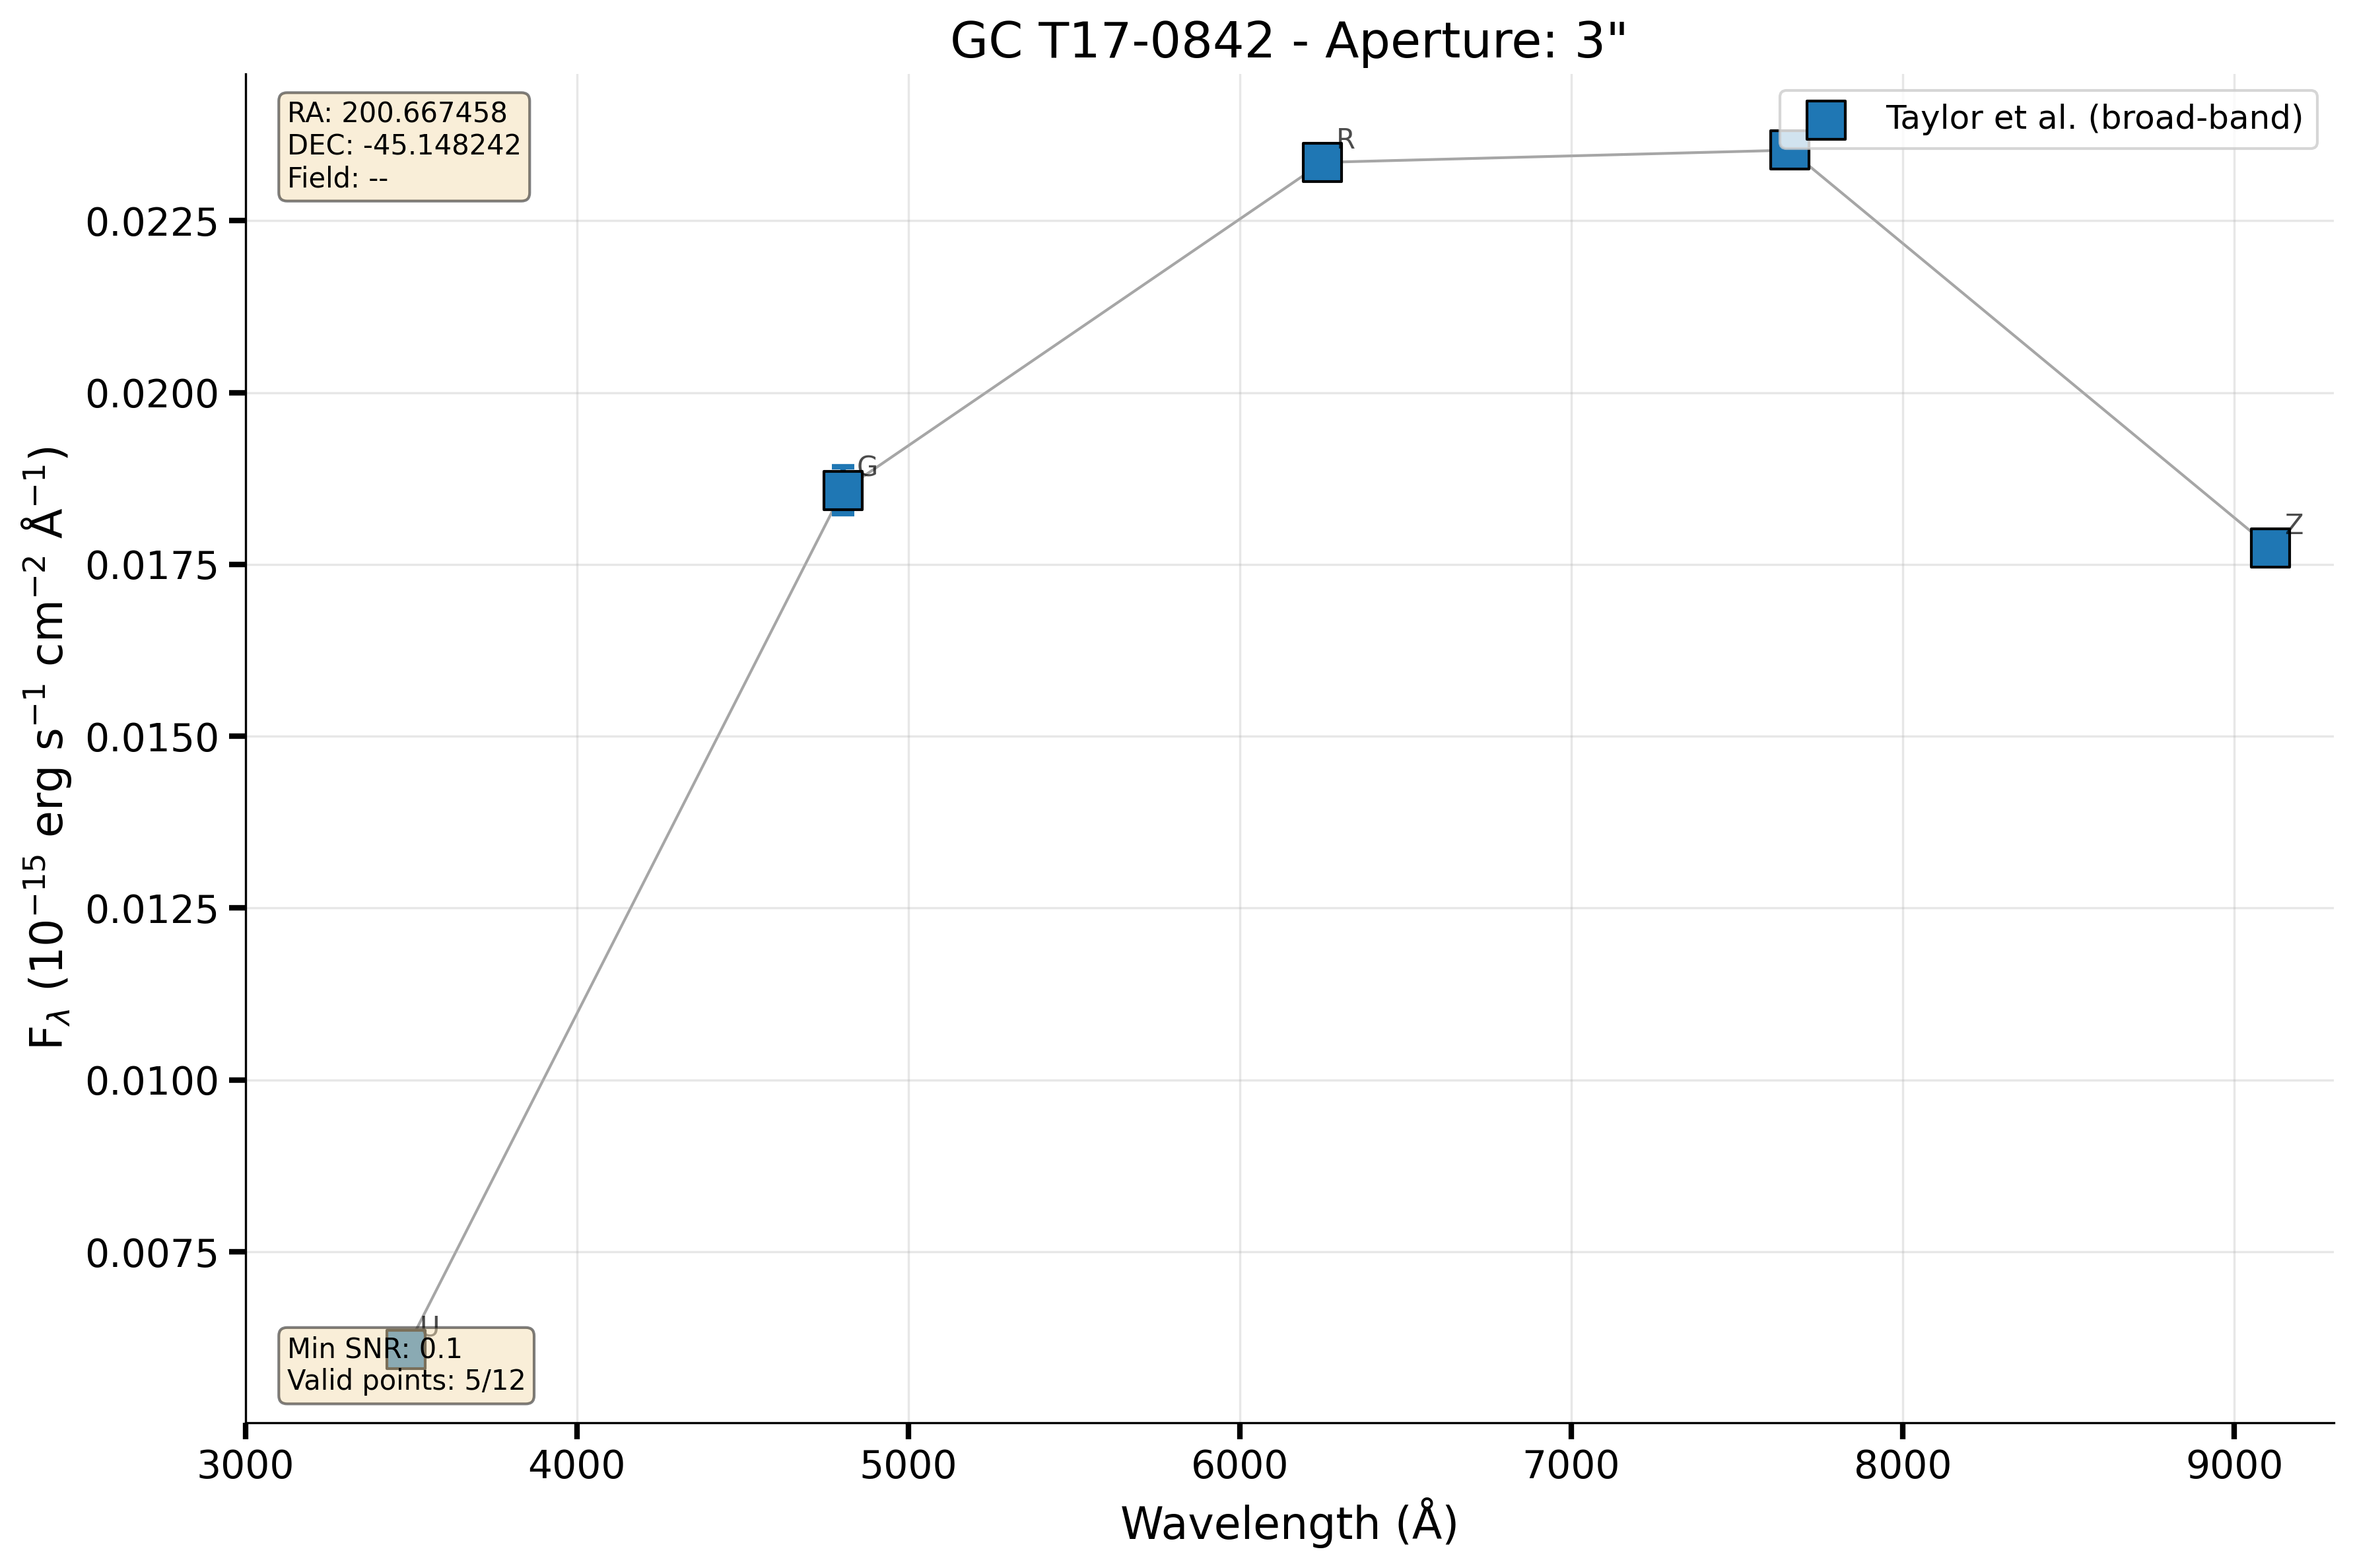 GC T17-0842 - Aperture: 3"
RA: 200.667458
DEC: -45.148242
Field: --
Taylor et al. (broad-band)
R
G
Z
U
Min SNR: 0.1
Valid points: 5/12
0.0225
0.0200
0.0175
0.0150
0.0125
0.0100
0.0075
F_λ (10⁻¹⁵ erg s⁻¹ cm⁻² Å⁻¹)
3000 4000 5000 6000 7000 8000 9000
Wavelength (Å)